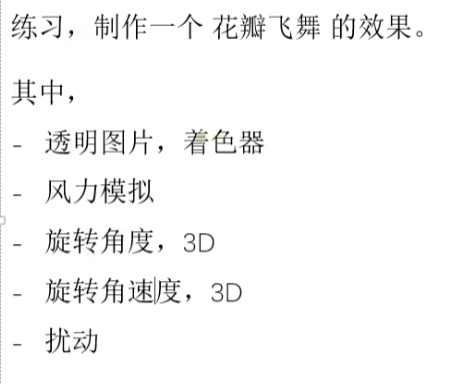 练习，制作一个 花瓣飞舞 的效果。
其中，
- 透明图片，着色器
- 风力模拟
- 旋转角度，3D
- 旋转角速度，3D
- 扰动